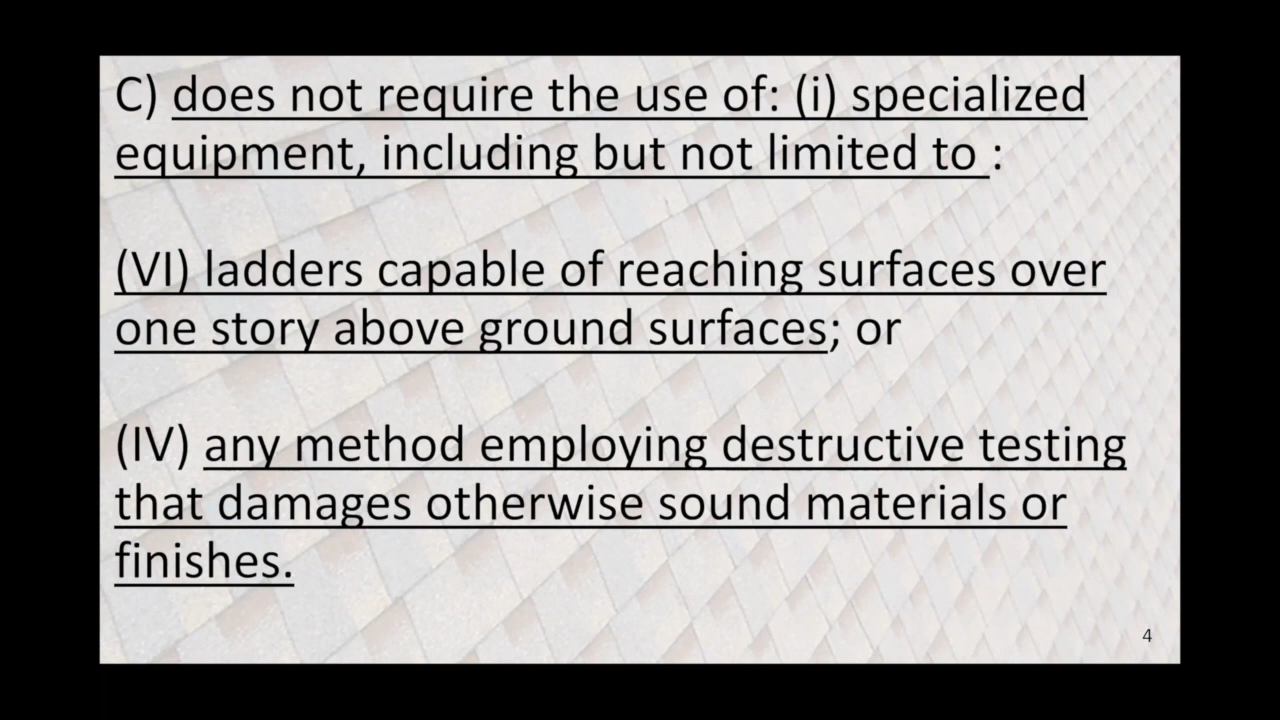 C) does not require the use of: (i) specialized
equipment, including but not limited to :
(VI) ladders capable of reaching surfaces over
one story above ground surfaces; or
(IV) any method employing destructive testing
that damages otherwise sound materials or
finishes.
4